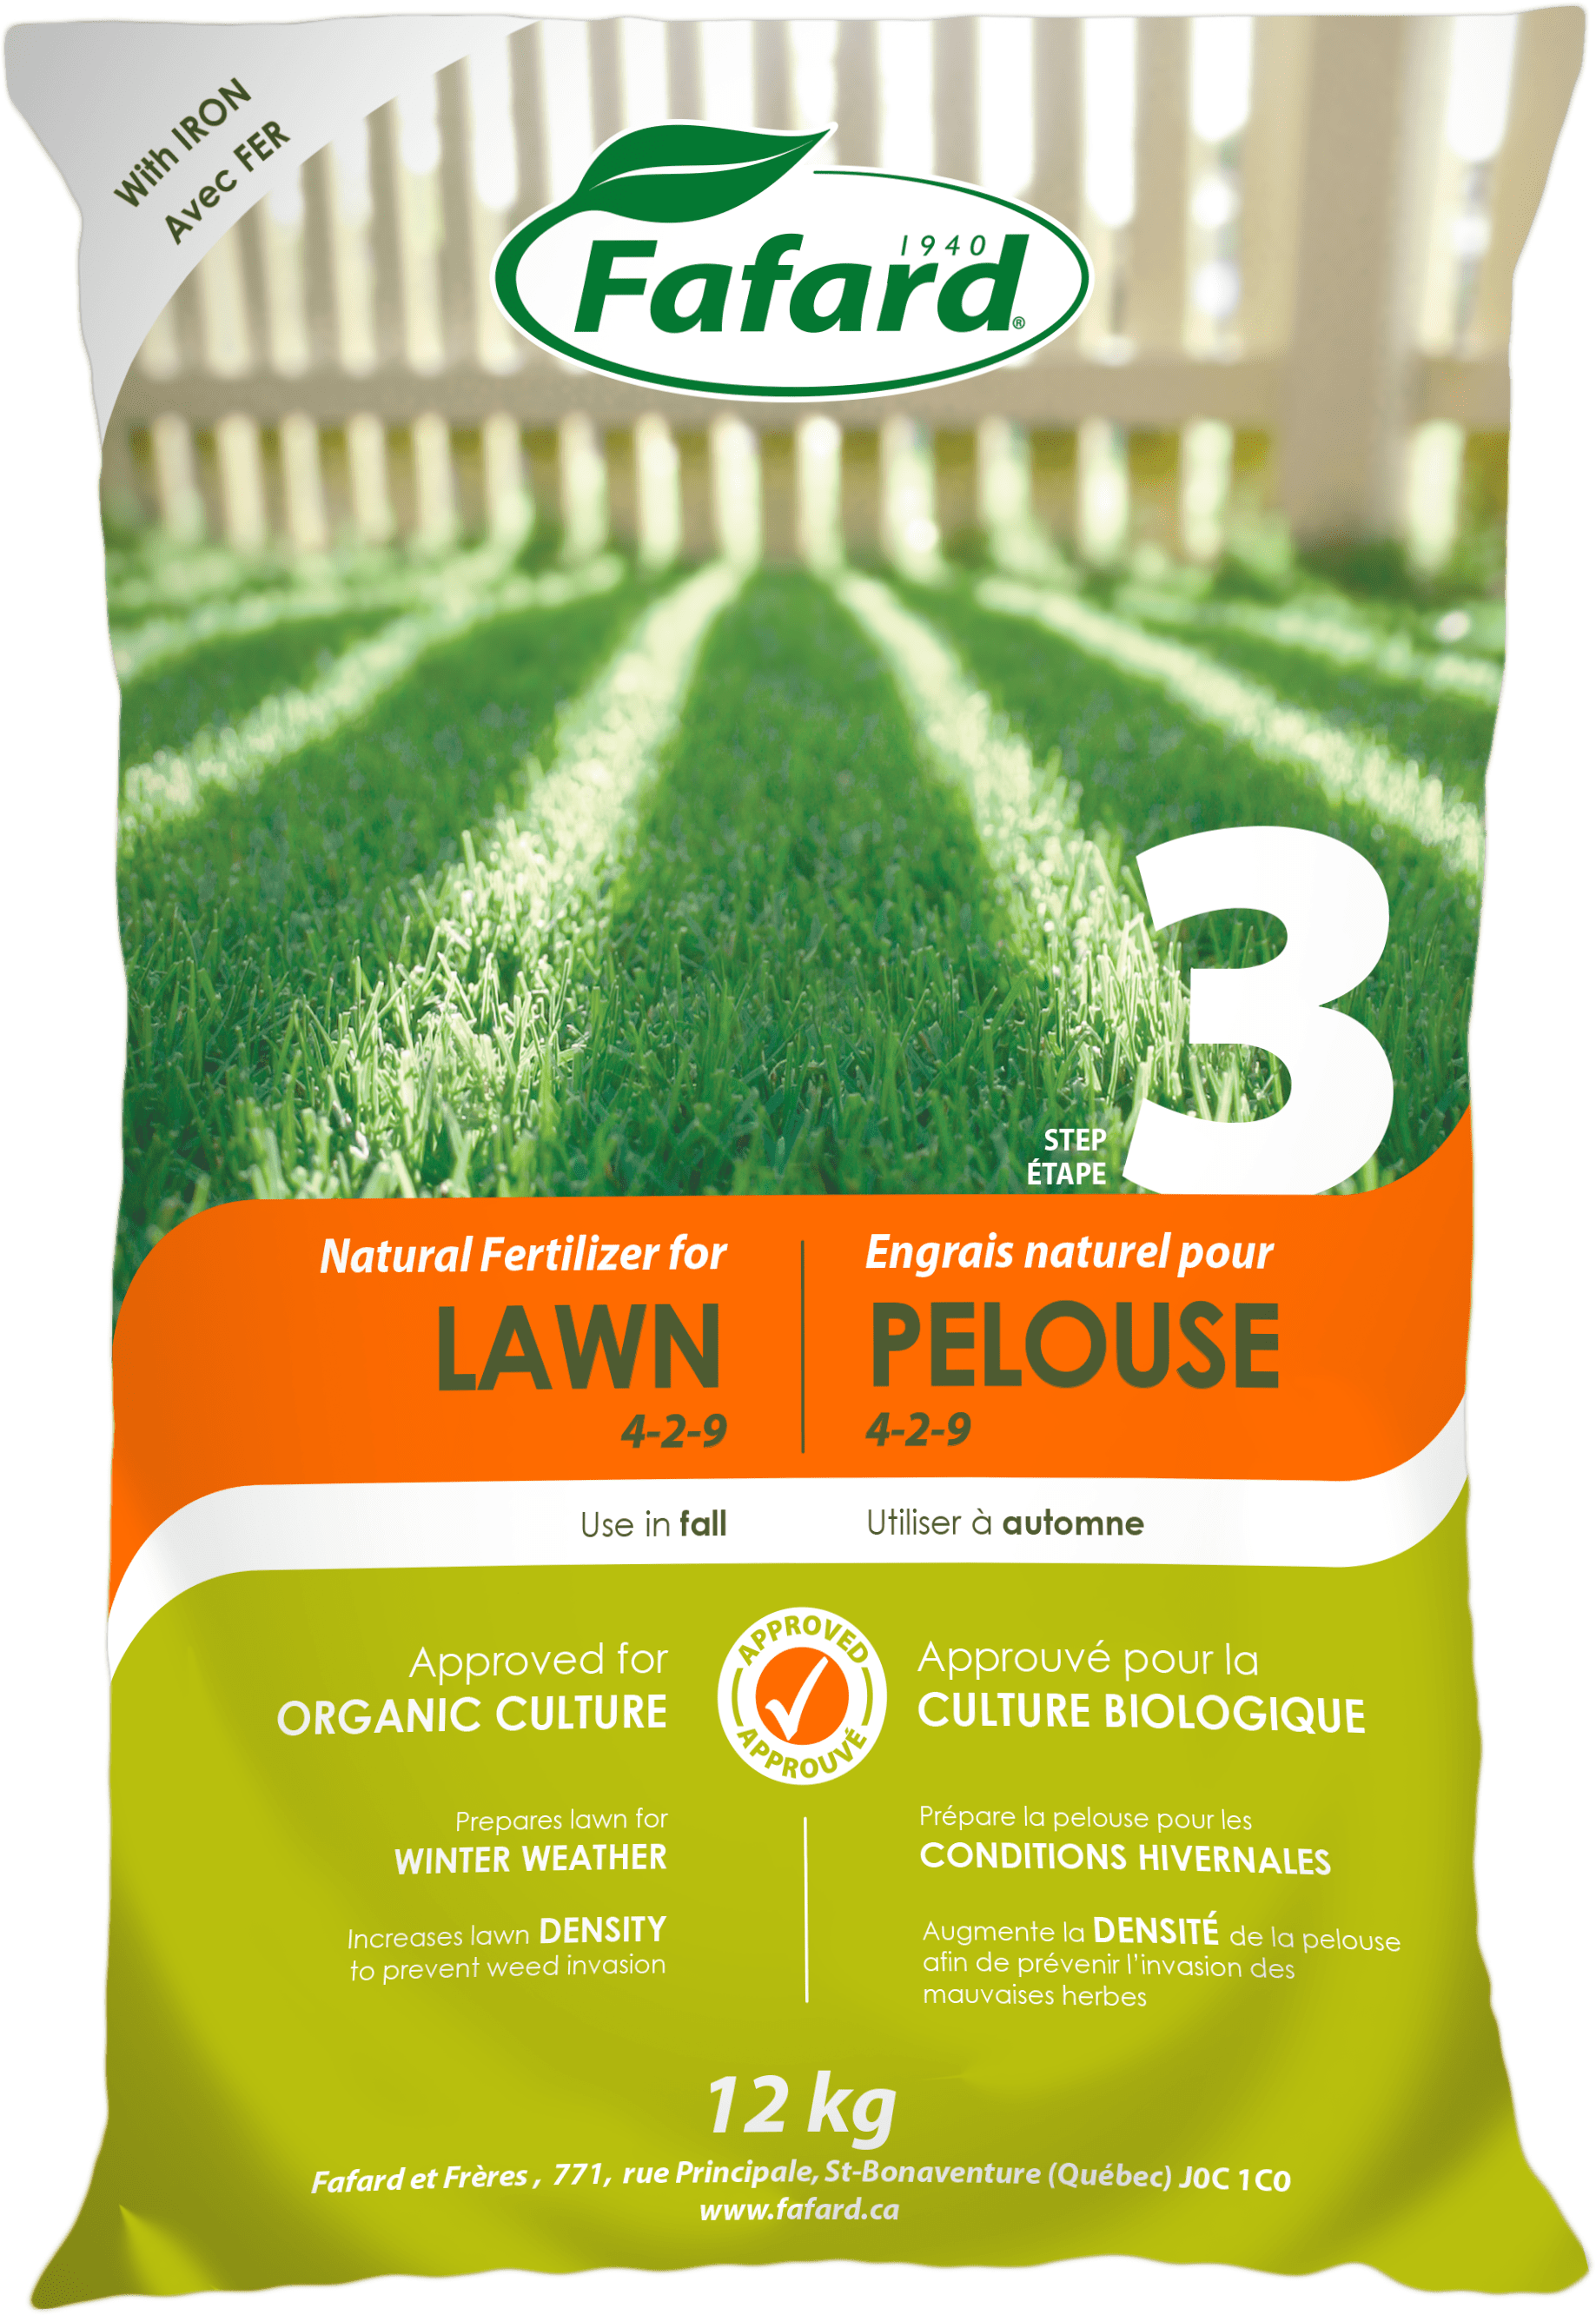 With IRON
Avec FER
1940
Fafard®
3
STEP
ÉTAPE
Natural Fertilizer for
LAWN
4-2-9
Engrais naturel pour
PELOUSE
4-2-9
Use in fall
Utiliser à automne
Approved for
ORGANIC CULTURE
APPROVED
APPROUVÉ
Approuvé pour la
CULTURE BIOLOGIQUE
Prepares lawn for
WINTER WEATHER
Increases lawn DENSITY
to prevent weed invasion
Prépare la pelouse pour les
CONDITIONS HIVERNALES
Augmente la DENSITÉ de la pelouse
afin de prévenir l'invasion des
mauvaises herbes
12 kg
Fafard et Frères , 771, rue Principale, St-Bonaventure (Québec) J0C 1C0
www.fafard.ca